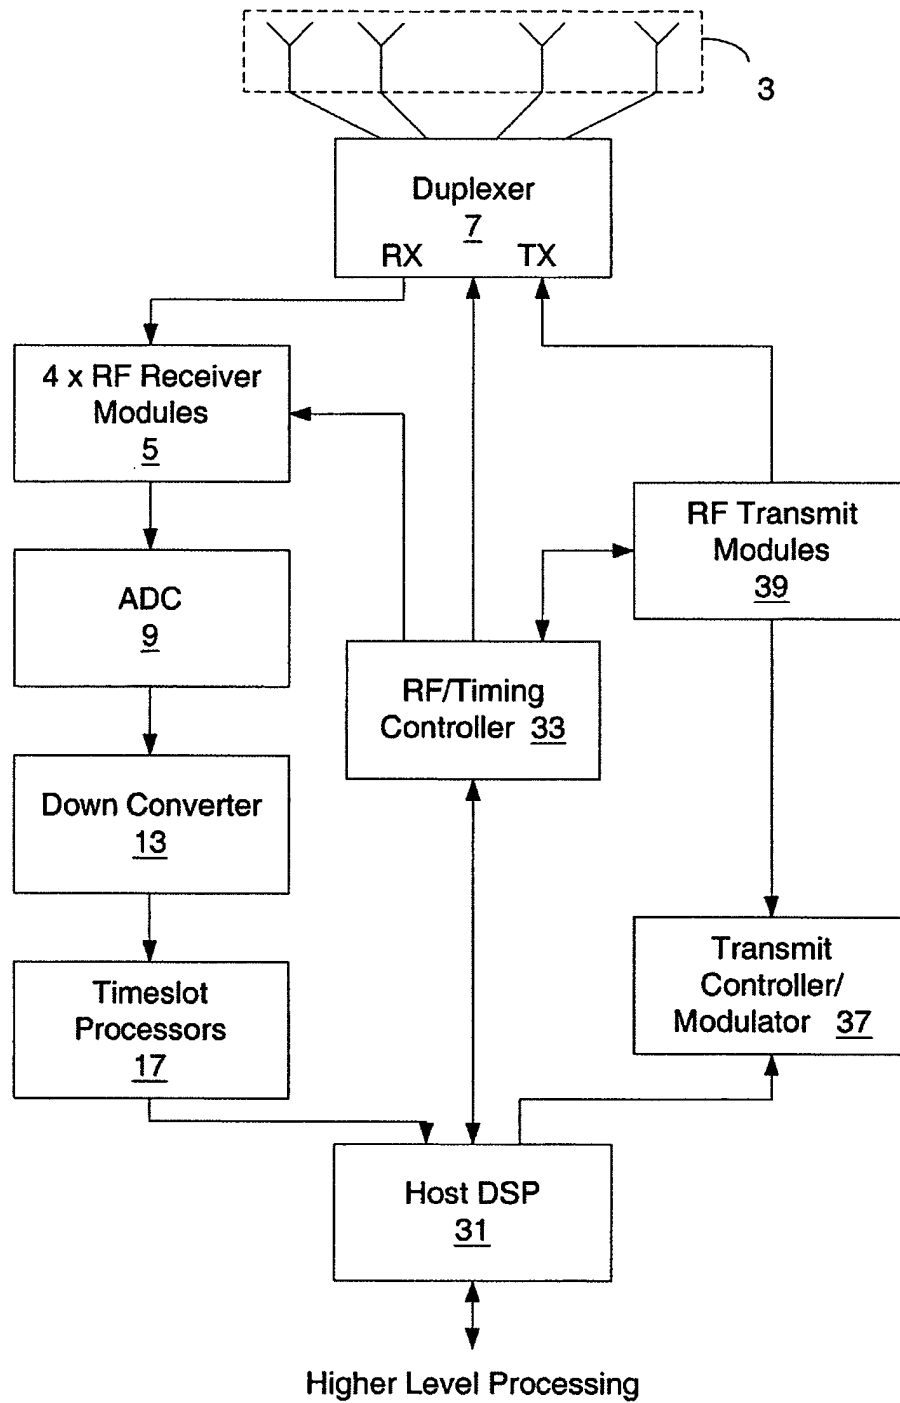 3
Duplexer
7
RX
TX
4 x RF Receiver
Modules
5
RF Transmit
Modules
39
ADC
9
RF/Timing
Controller 33
Down Converter
13
Transmit
Controller/
Modulator 37
Timeslot
Processors
17
Host DSP
31
Higher Level Processing